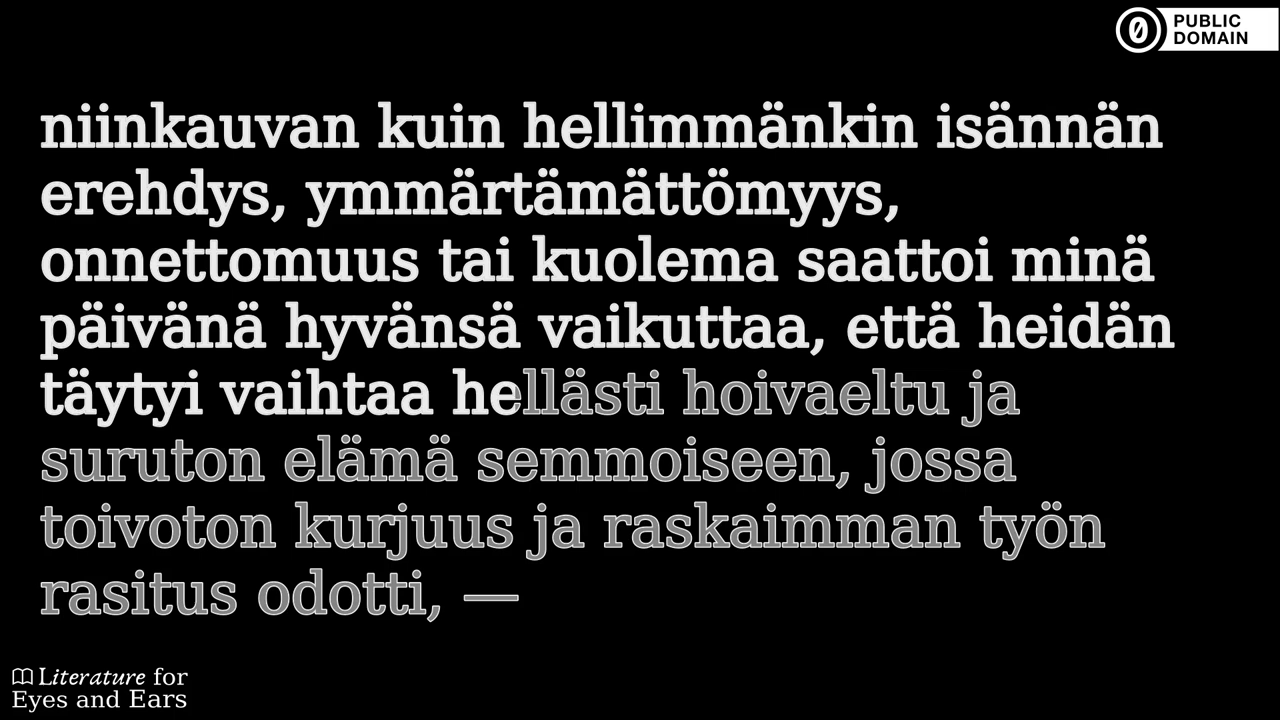 PUBLIC
DOMAIN
niinkauvan kuin hellimmänkin isännän
erehdys, ymmärtämättömyys,
onnettomuus tai kuolema saattoi minä
päivänä hyvänsä vaikuttaa, että heidän
täytyi vaihtaa hellästi hoivaeltu ja
suruton elämä semmoiseen, jossa
toivoton kurjuus ja raskaimman työn
rasitus odotti, —
Literature for
Eyes and Ears